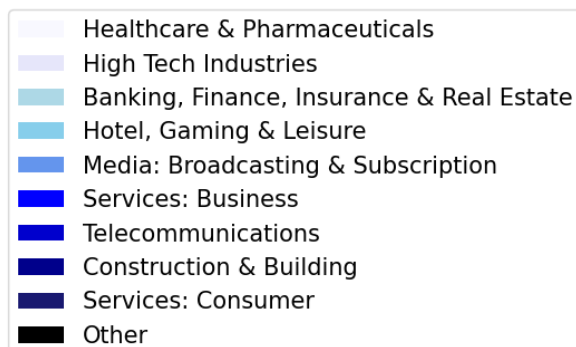 Healthcare & Pharmaceuticals
High Tech Industries
Banking, Finance, Insurance & Real Estate
Hotel, Gaming & Leisure
Media: Broadcasting & Subscription
Services: Business
Telecommunications
Construction & Building
Services: Consumer
Other